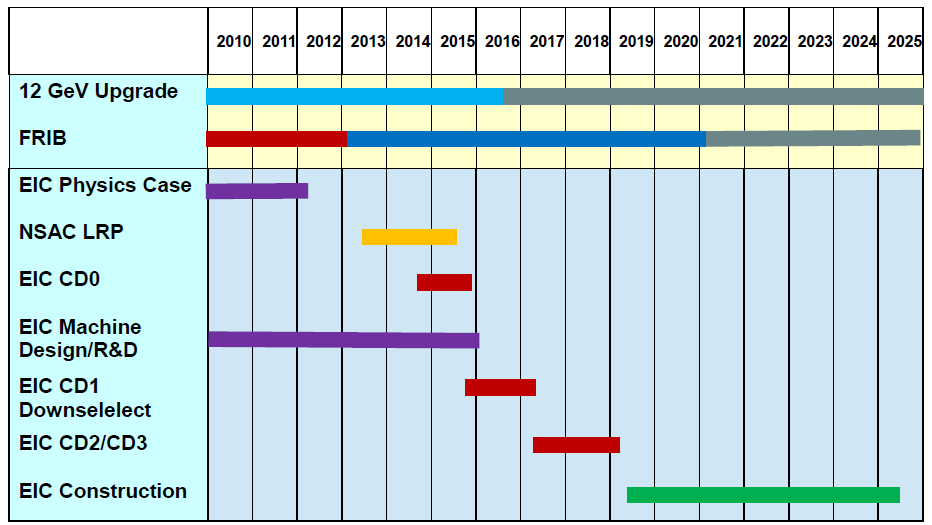 2010 2011 2012 2013 2014 2015 2016 2017 2018 2019 2020 2021 2022 2023 2024 2025
12 GeV Upgrade
FRIB
EIC Physics Case
NSAC LRP
EIC CD0
EIC Machine
Design/R&D
EIC CD1
Downselelect
EIC CD2/CD3
EIC Construction